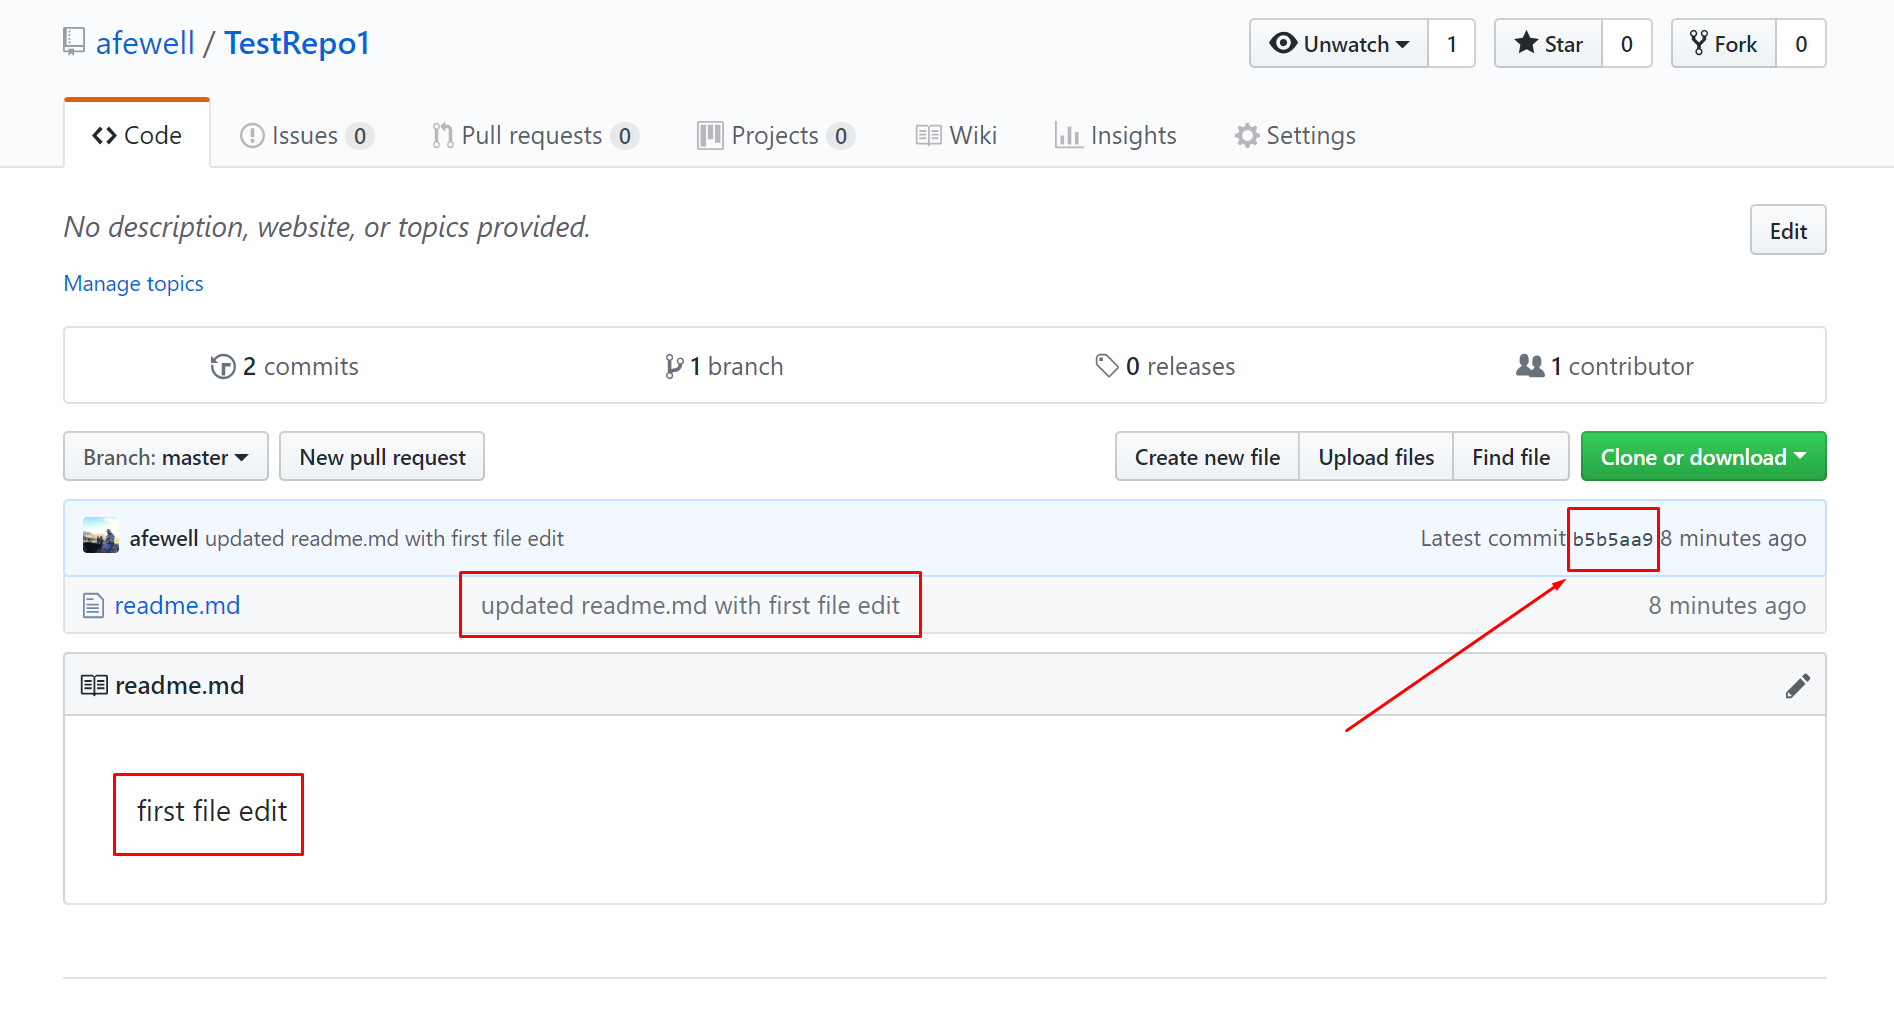 afewell / TestRepo1
Unwatch 1 Star 0 Fork 0
Code Issues 0 Pull requests 0 Projects 0 Wiki Insights Settings
No description, website, or topics provided.
Edit
Manage topics
2 commits 1 branch 0 releases 1 contributor
Branch: master New pull request Create new file Upload files Find file Clone or download
afewell updated readme.md with first file edit Latest commit b5b5aa9 8 minutes ago
readme.md updated readme.md with first file edit 8 minutes ago
readme.md
first file edit